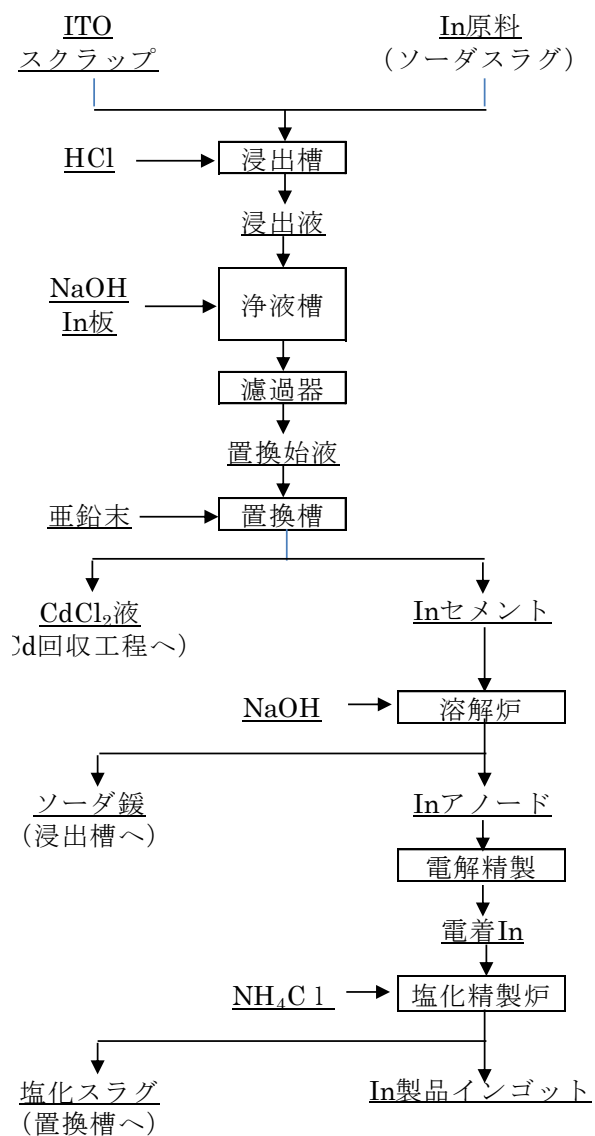 ITO
スクラップ
In原料
（ソーダスラグ）
HCl
浸出槽
浸出液
NaOH
In板
浄液槽
濾過器
置換始液
亜鉛末
置換槽
CdCl₂液
Cd回収工程へ）
Inセメント
NaOH
溶解炉
ソーダ鍰
（浸出槽へ）
Inアノード
電解精製
電着In
NH₄Cｌ
塩化精製炉
塩化スラグ
（置換槽へ）
In製品インゴット